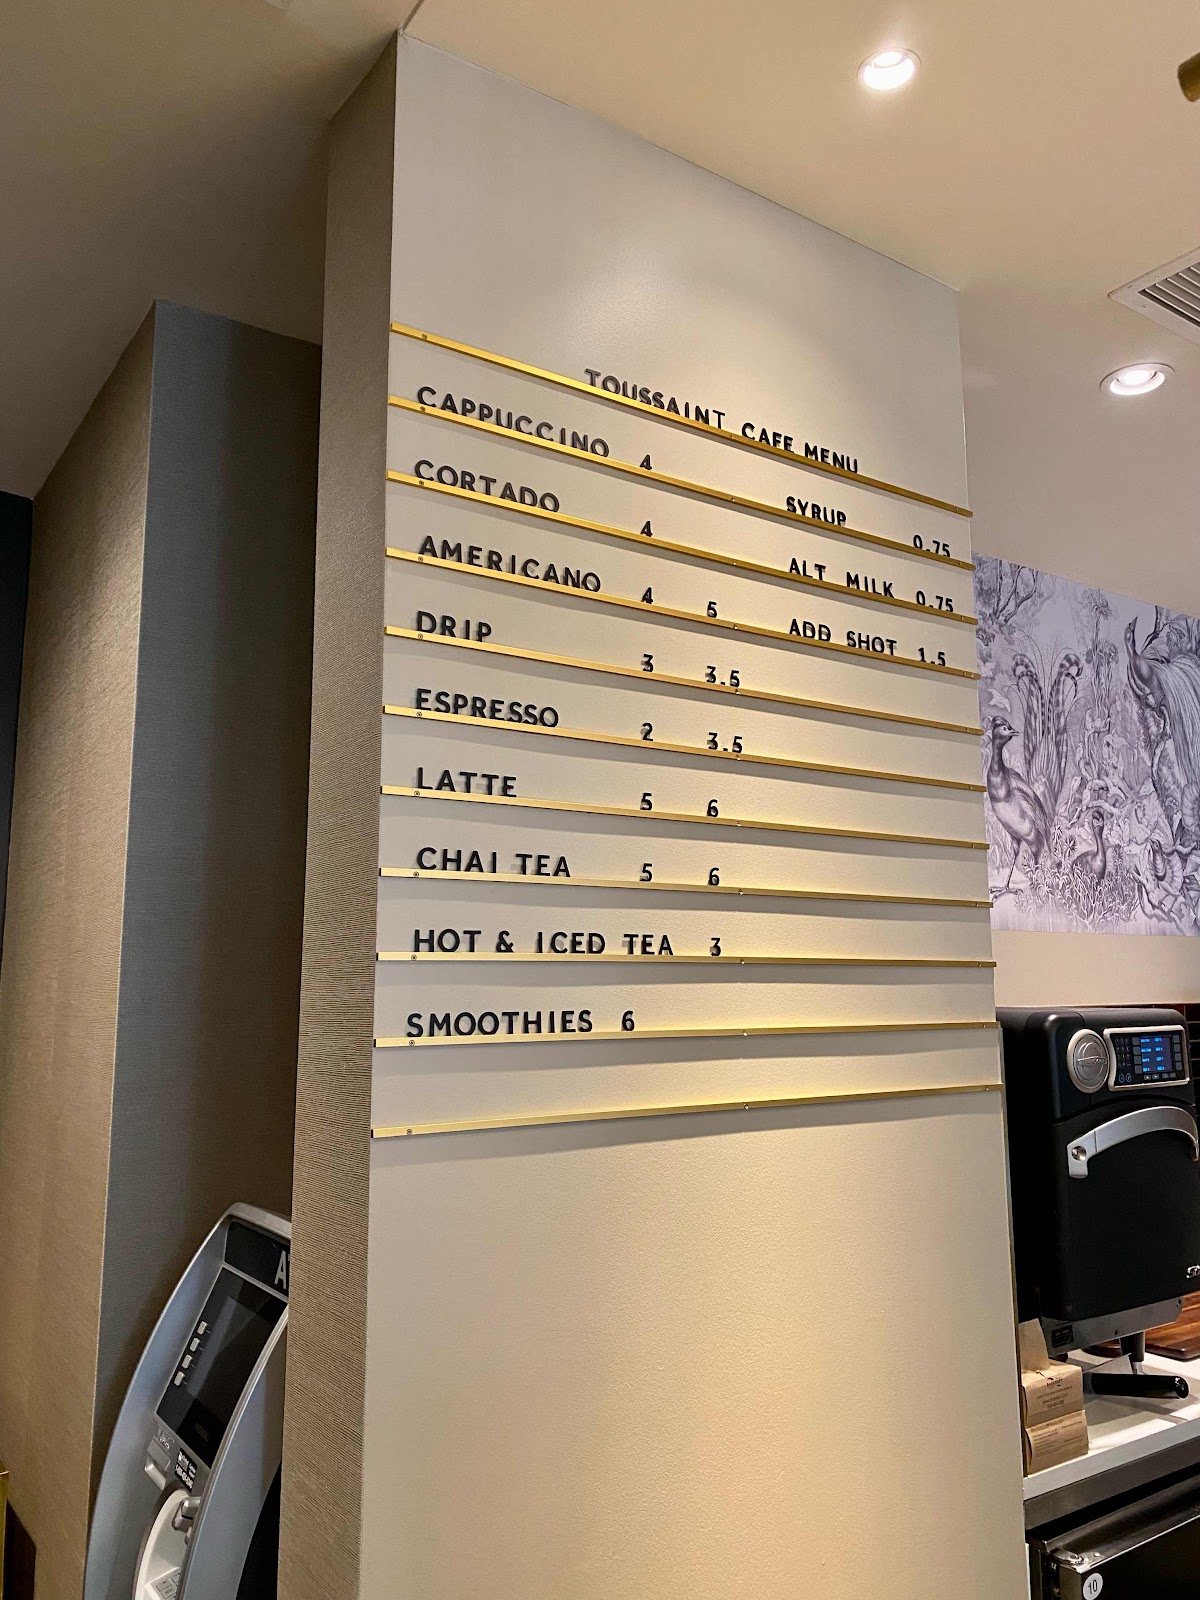 TOUSSAINT CAFE MENU
CAPPUCCINO 4
CORTADO 4
AMERICANO 4 5
DRIP 3 3.5
ESPRESSO 2 3.5
LATTE 5 6
CHAI TEA 5 6
HOT & ICED TEA 3
SMOOTHIES 6
SYRUP 0.75
ALT MILK 0.75
ADD SHOT 1.5
10